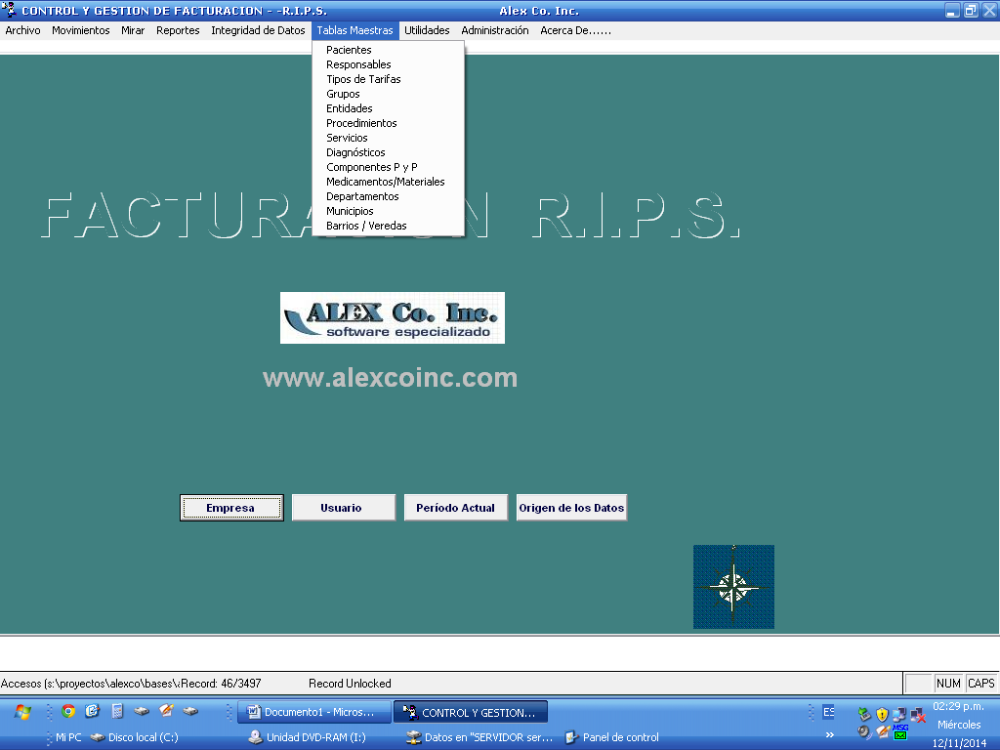 CONTROL Y GESTION DE FACTURACION - -R.I.P.S. Alex Co. Inc.
Archivo Movimientos Mirar Reportes Integridad de Datos Tablas Maestras Utilidades Administración Acerca De......
Pacientes
Responsables
Tipos de Tarifas
Grupos
Entidades
Procedimientos
Servicios
Diagnósticos
Componentes P y P
Medicamentos/Materiales
Departamentos
Municipios
Barrios / Veredas
FACTURACION R.I.P.S.
ALEX Co. Inc.
software especializado
www.alexcoinc.com
Empresa Usuario Período Actual Origen de los Datos
Accesos (s:\proyectos\alexco\bases\ Record: 46/3497 Record Unlocked NUM CAPS
Documento1 - Micros... CONTROL Y GESTION... ES 02:29 p.m.
MSG Miércoles
Mi PC Disco local (C:) Unidad DVD-RAM (I:) Datos en "SERVIDOR ser... Panel de control » 12/11/2014